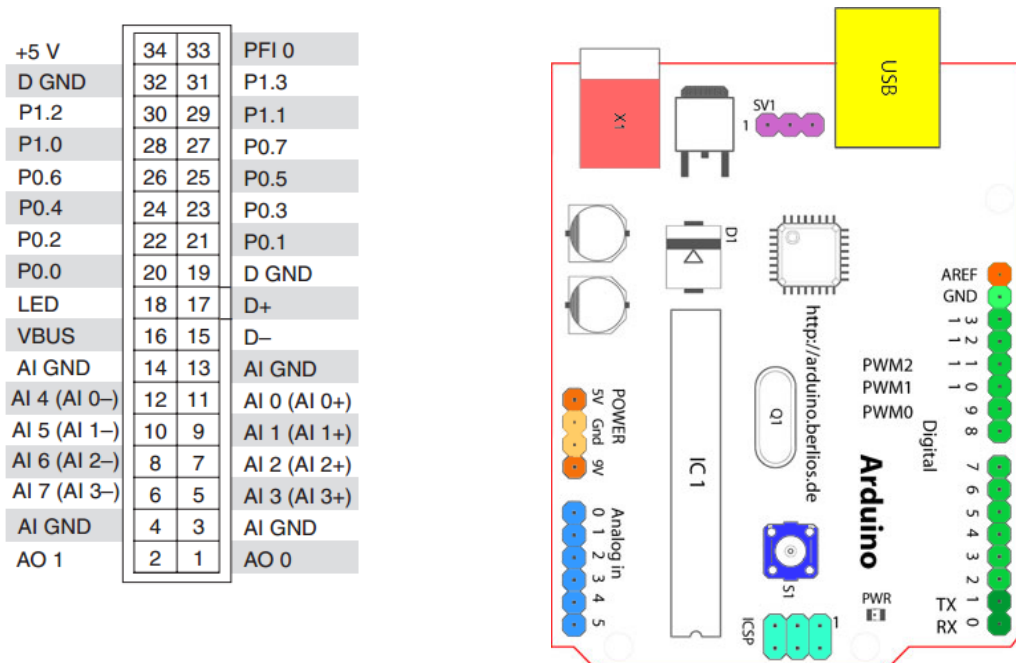 +5 V 34 33 PFI 0
D GND 32 31 P1.3
P1.2 30 29 P1.1
P1.0 28 27 P0.7
P0.6 26 25 P0.5
P0.4 24 23 P0.3
P0.2 22 21 P0.1
P0.0 20 19 D GND
LED 18 17 D+
VBUS 16 15 D–
AI GND 14 13 AI GND
AI 4 (AI 0–) 12 11 AI 0 (AI 0+)
AI 5 (AI 1–) 10 9 AI 1 (AI 1+)
AI 6 (AI 2–) 8 7 AI 2 (AI 2+)
AI 7 (AI 3–) 6 5 AI 3 (AI 3+)
AI GND 4 3 AI GND
AO 1 2 1 AO 0
X1
SV1
1
USB
D1
http://arduino.berlios.de
AREF
GND
13
12
PWM2 11
PWM1 10
PWM0 9
8
Digital
7
6
5
4
3
2
TX 1
RX 0
POWER
5V
Gnd
9V
Analog in
0
1
2
3
4
5
IC1
Q1
Arduino
S1
PWR
ICSP
1